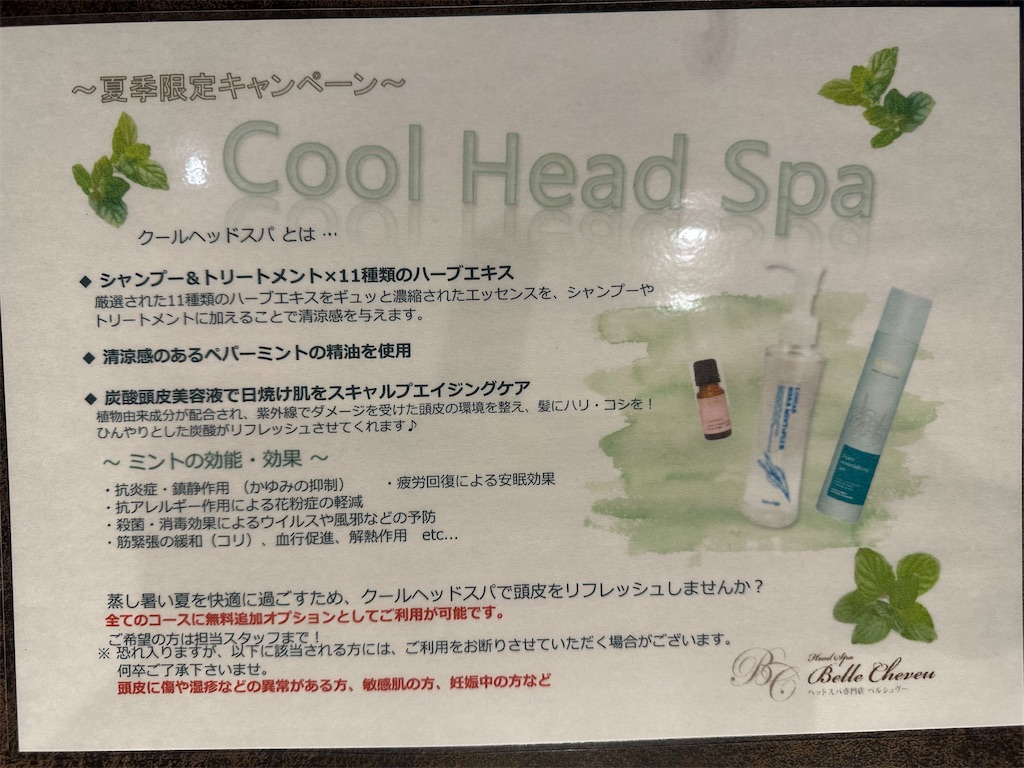 ～夏季限定キャンペーン～
Cool Head Spa
クールヘッドスパ とは …
◆ シャンプー＆トリートメント×11種類のハーブエキス
厳選された11種類のハーブエキスをギュッと濃縮されたエッセンスを、シャンプーや
トリートメントに加えることで清涼感を与えます。
◆ 清涼感のあるペパーミントの精油を使用
◆ 炭酸頭皮美容液で日焼け肌をスキャルプエイジングケア
植物由来成分が配合され、紫外線でダメージを受けた頭皮の環境を整え、髪にハリ・コシを！
ひんやりとした炭酸がリフレッシュさせてくれます♪
～ ミントの効能・効果 ～
・抗炎症・鎮静作用 （かゆみの抑制） ・疲労回復による安眠効果
・抗アレルギー作用による花粉症の軽減
・殺菌・消毒効果によるウイルスや風邪などの予防
・筋緊張の緩和（コリ）、血行促進、解熱作用 etc…
蒸し暑い夏を快適に過ごすため、クールヘッドスパで頭皮をリフレッシュしませんか？
全てのコースに無料追加オプションとしてご利用が可能です。
ご希望の方は担当スタッフまで！
※ 恐れ入りますが、以下に該当される方には、ご利用をお断りさせていただく場合がございます。
何卒ご了承下さいませ。
頭皮に傷や湿疹などの異常がある方、敏感肌の方、妊娠中の方など
BC
Head Spa
Belle Cheveu
ヘッドスパ専門店 ベルシュヴー